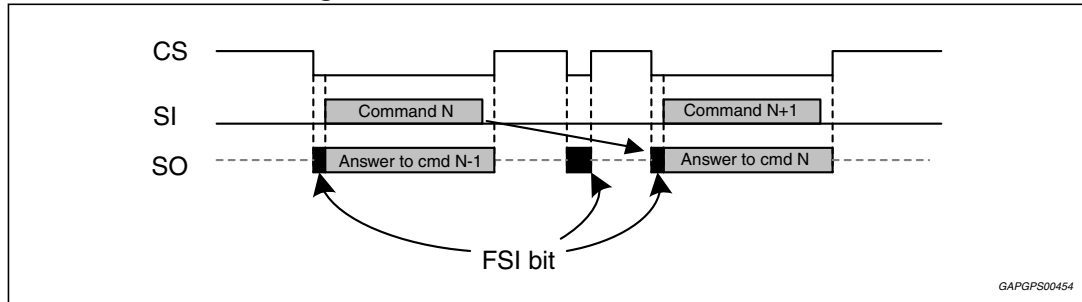 CS
SI
Command N
Command N+1
SO
Answer to cmd N-1
Answer to cmd N
FSI bit
GAPGPS00454